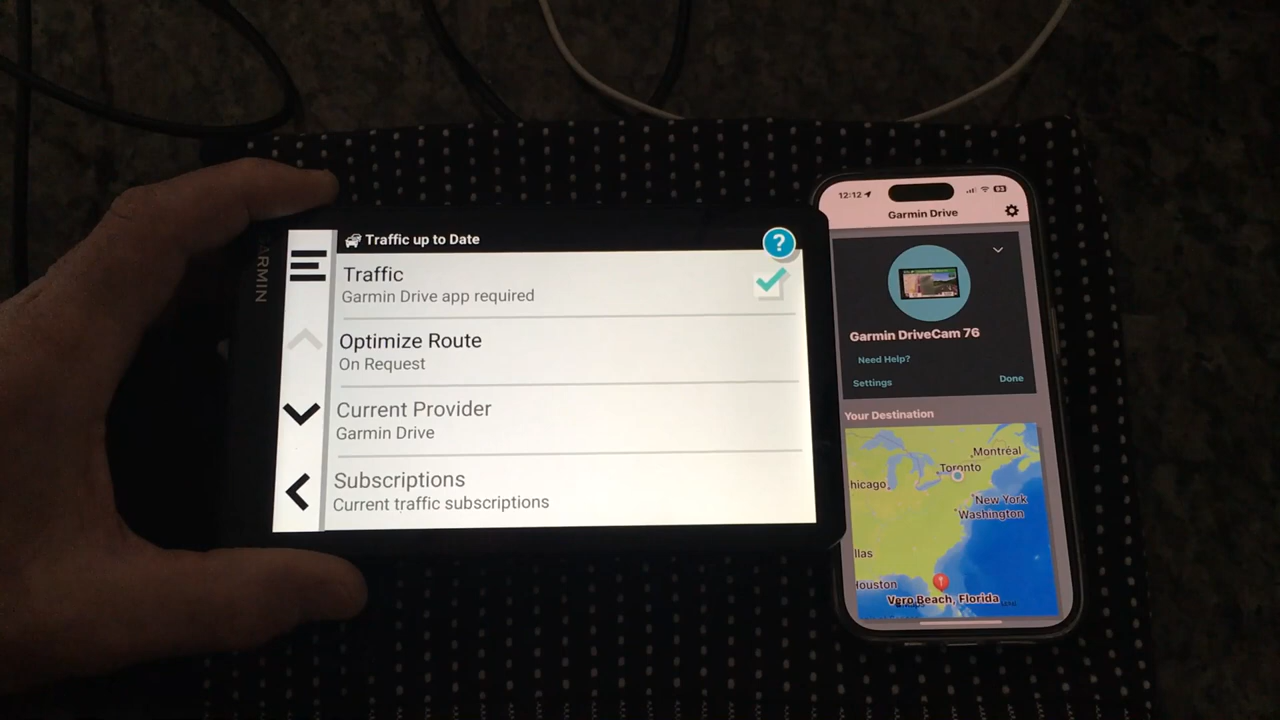 GARMIN
Traffic up to Date
?
Traffic
Garmin Drive app required
Optimize Route
On Request
Current Provider
Garmin Drive
Subscriptions
Current traffic subscriptions
12:12
93
Garmin Drive
Garmin DriveCam 76
Need Help?
Settings
Done
Your Destination
Montréal
Toronto
hicago
New York
Washington
llas
Houston
Vero Beach, Florida